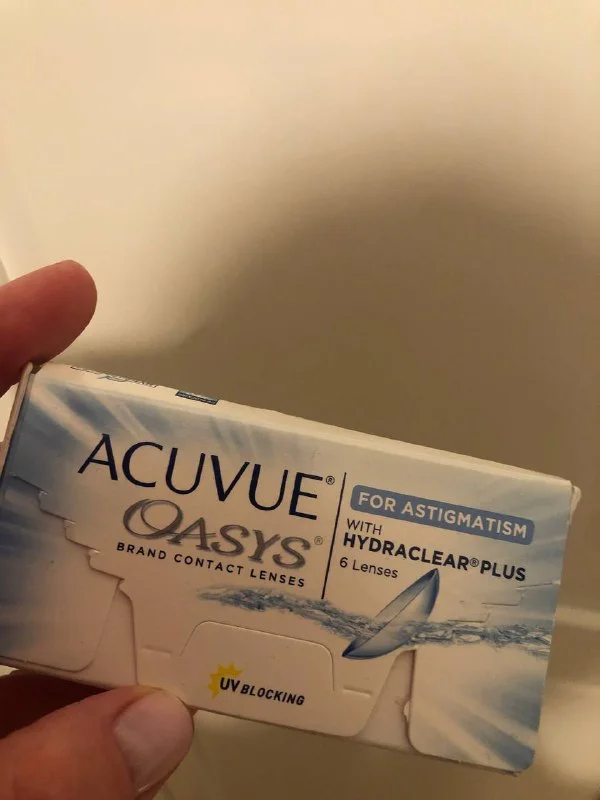 ACUVUE®
OASYS®
BRAND CONTACT LENSES
FOR ASTIGMATISM
WITH
HYDRACLEAR® PLUS
6 Lenses
UV BLOCKING